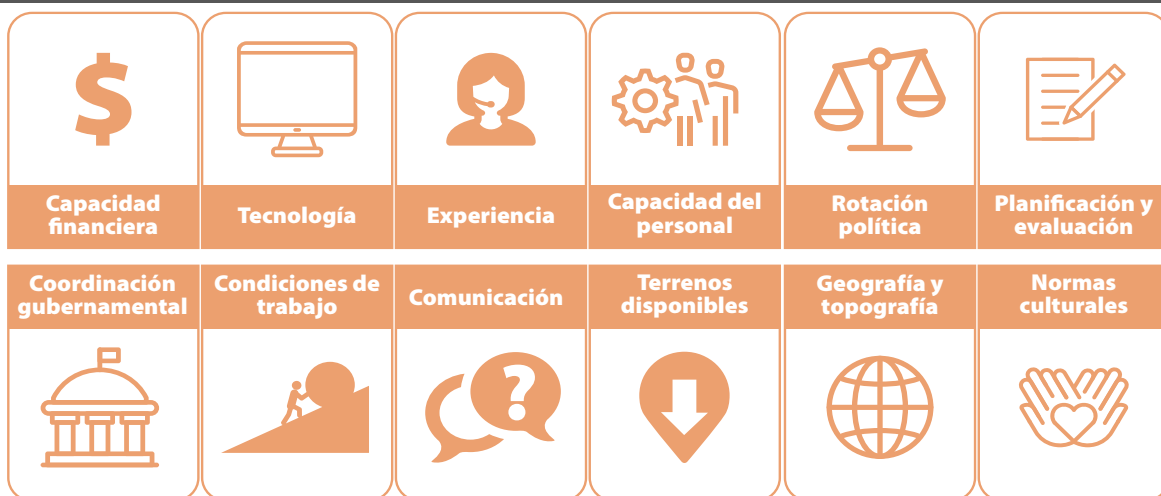 Capacidad
financiera
Tecnología
Experiencia
Capacidad del
personal
Rotación
política
Planificación y
evaluación
Coordinación
gubernamental
Condiciones de
trabajo
Comunicación
Terrenos
disponibles
Geografía y
topografía
Normas
culturales